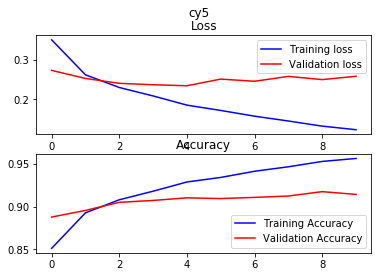 cy5
Loss
0.3
0.2
Training loss
Validation loss
0 2 4 6 8
Accuracy
0.95
0.90
0.85
Training Accuracy
Validation Accuracy
0 2 4 6 8